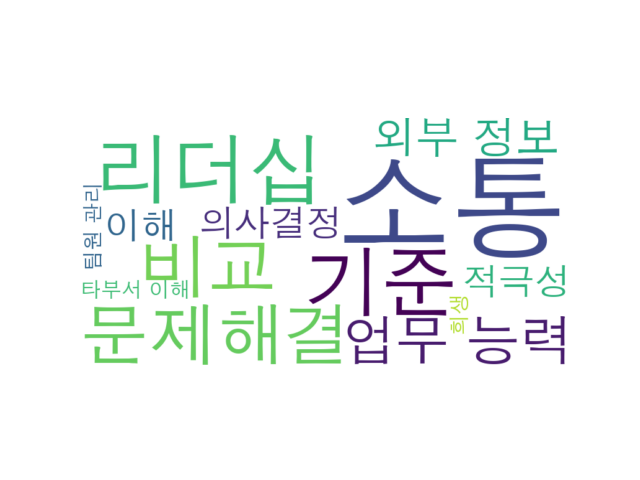 외부 정보
리더십
소통
팀원 관리
이해
의사결정
비교
기준
적극성
타부서 이해
희생
문제해결
업무 능력